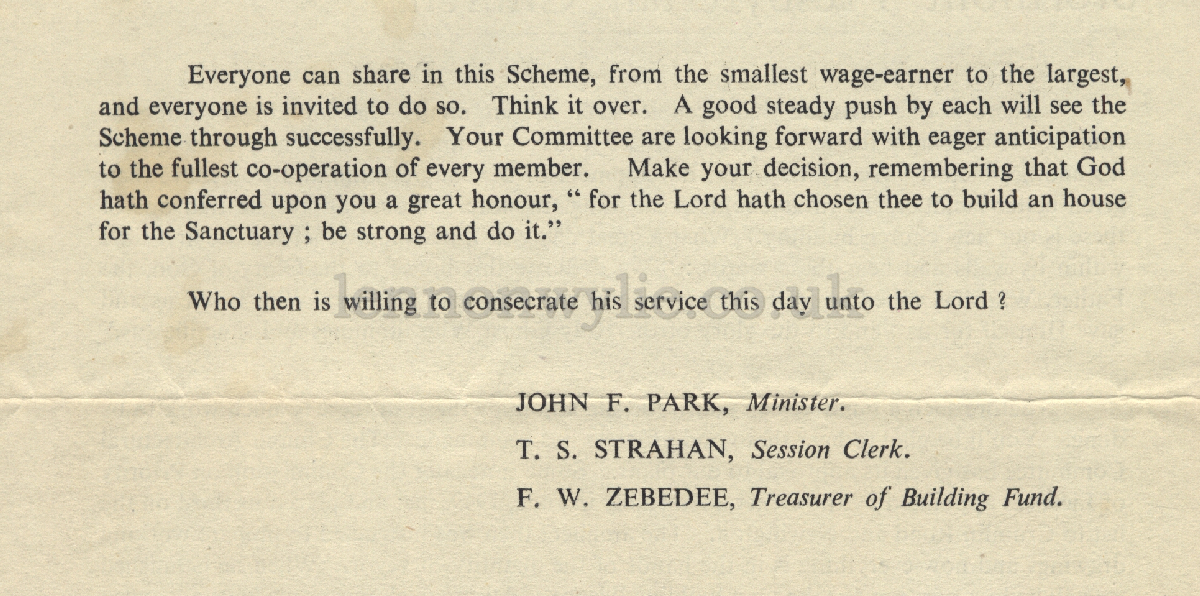 Everyone can share in this Scheme, from the smallest wage-earner to the largest,
and everyone is invited to do so. Think it over. A good steady push by each will see the
Scheme through successfully. Your Committee are looking forward with eager anticipation
to the fullest co-operation of every member. Make your decision, remembering that God
hath conferred upon you a great honour, “ for the Lord hath chosen thee to build an house
for the Sanctuary ; be strong and do it.”
Who then is willing to consecrate his service this day unto the Lord ?
lennonwylie.co.uk
JOHN F. PARK, Minister.
T. S. STRAHAN, Session Clerk.
F. W. ZEBEDEE, Treasurer of Building Fund.